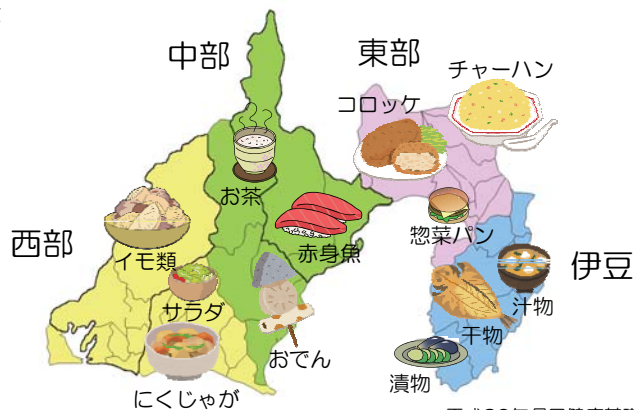 中部
東部
チャーハン
コロッケ
お茶
赤身魚
惣菜パン
西部
イモ類
伊豆
サラダ
汁物
干物
おでん
漬物
にくじゃが